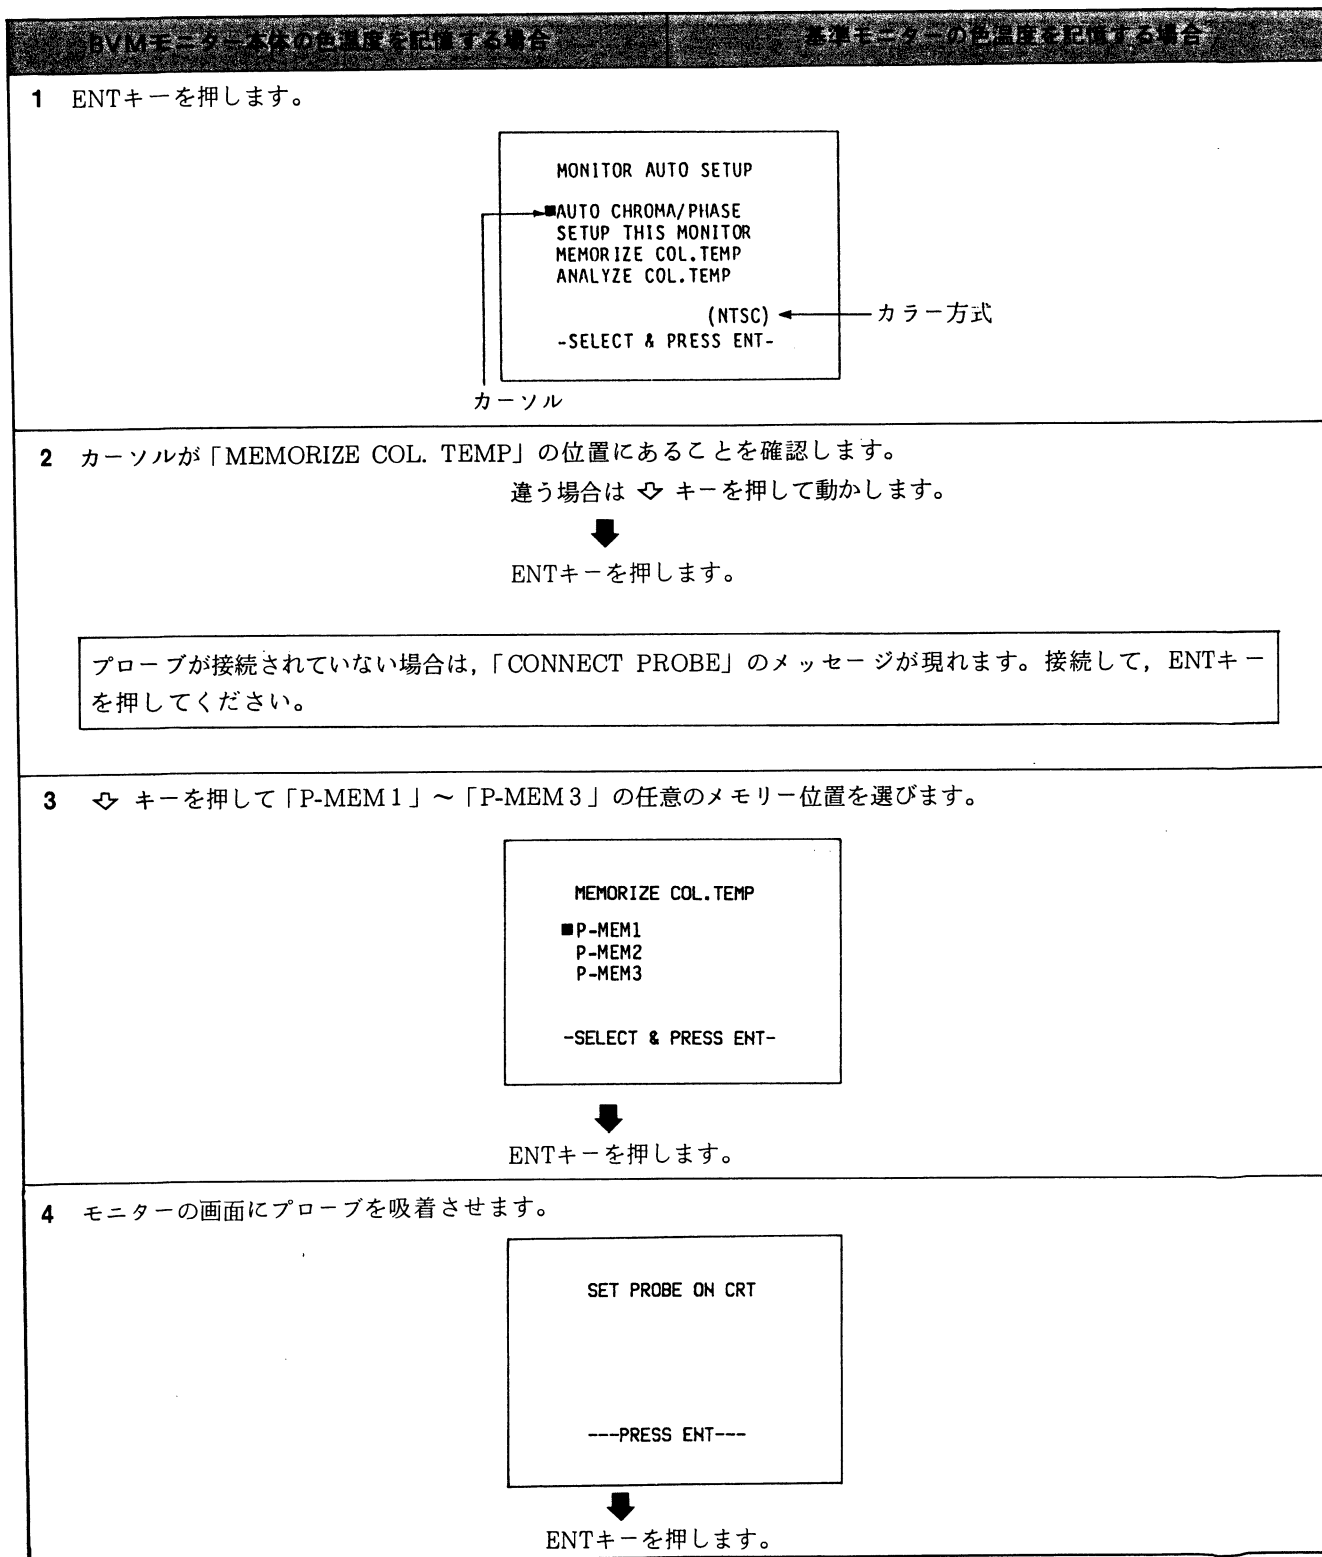 BVMモニター本体の色温度を記憶する場合
基準モニターの色温度を記憶する場合
1 ENTキーを押します。
MONITOR AUTO SETUP
■AUTO CHROMA/PHASE
SETUP THIS MONITOR
MEMORIZE COL.TEMP
ANALYZE COL.TEMP
(NTSC)
カラー方式
-SELECT & PRESS ENT-
カーソル
2 カーソルが「MEMORIZE COL. TEMP」の位置にあることを確認します。
違う場合は キーを押して動かします。
ENTキーを押します。
プローブが接続されていない場合は,「CONNECT PROBE」のメッセージが現れます。接続して, ENTキー
を押してください。
3 キーを押して「P-MEM1」~「P-MEM3」の任意のメモリー位置を選びます。
MEMORIZE COL.TEMP
■P-MEM1
P-MEM2
P-MEM3
-SELECT & PRESS ENT-
ENTキーを押します。
4 モニターの画面にプローブを吸着させます。
SET PROBE ON CRT
---PRESS ENT---
ENTキーを押します。